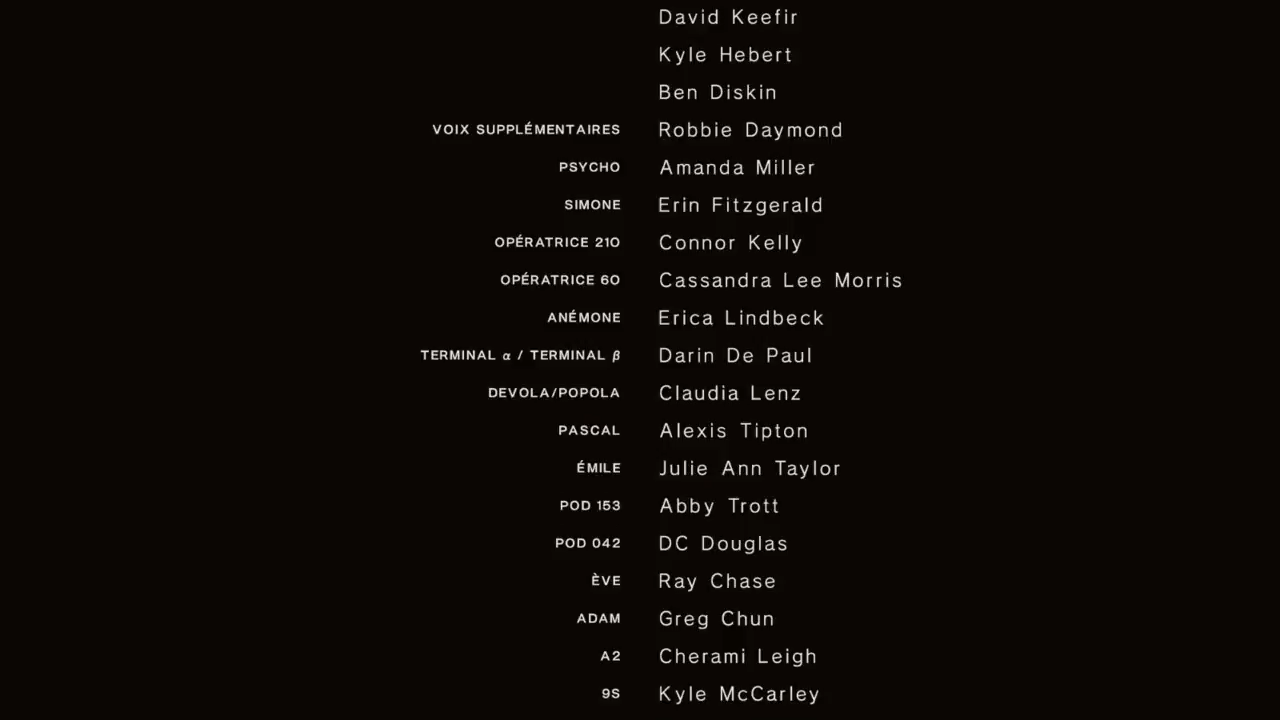 David Keefir
Kyle Hebert
Ben Diskin
VOIX SUPPLÉMENTAIRES Robbie Daymond
PSYCHO Amanda Miller
SIMONE Erin Fitzgerald
OPÉRATRICE 21O Connor Kelly
OPÉRATRICE 6O Cassandra Lee Morris
ANÉMONE Erica Lindbeck
TERMINAL α / TERMINAL β Darin De Paul
DEVOLA/POPOLA Claudia Lenz
PASCAL Alexis Tipton
ÉMILE Julie Ann Taylor
POD 153 Abby Trott
POD 042 DC Douglas
ÈVE Ray Chase
ADAM Greg Chun
A2 Cherami Leigh
9S Kyle McCarley